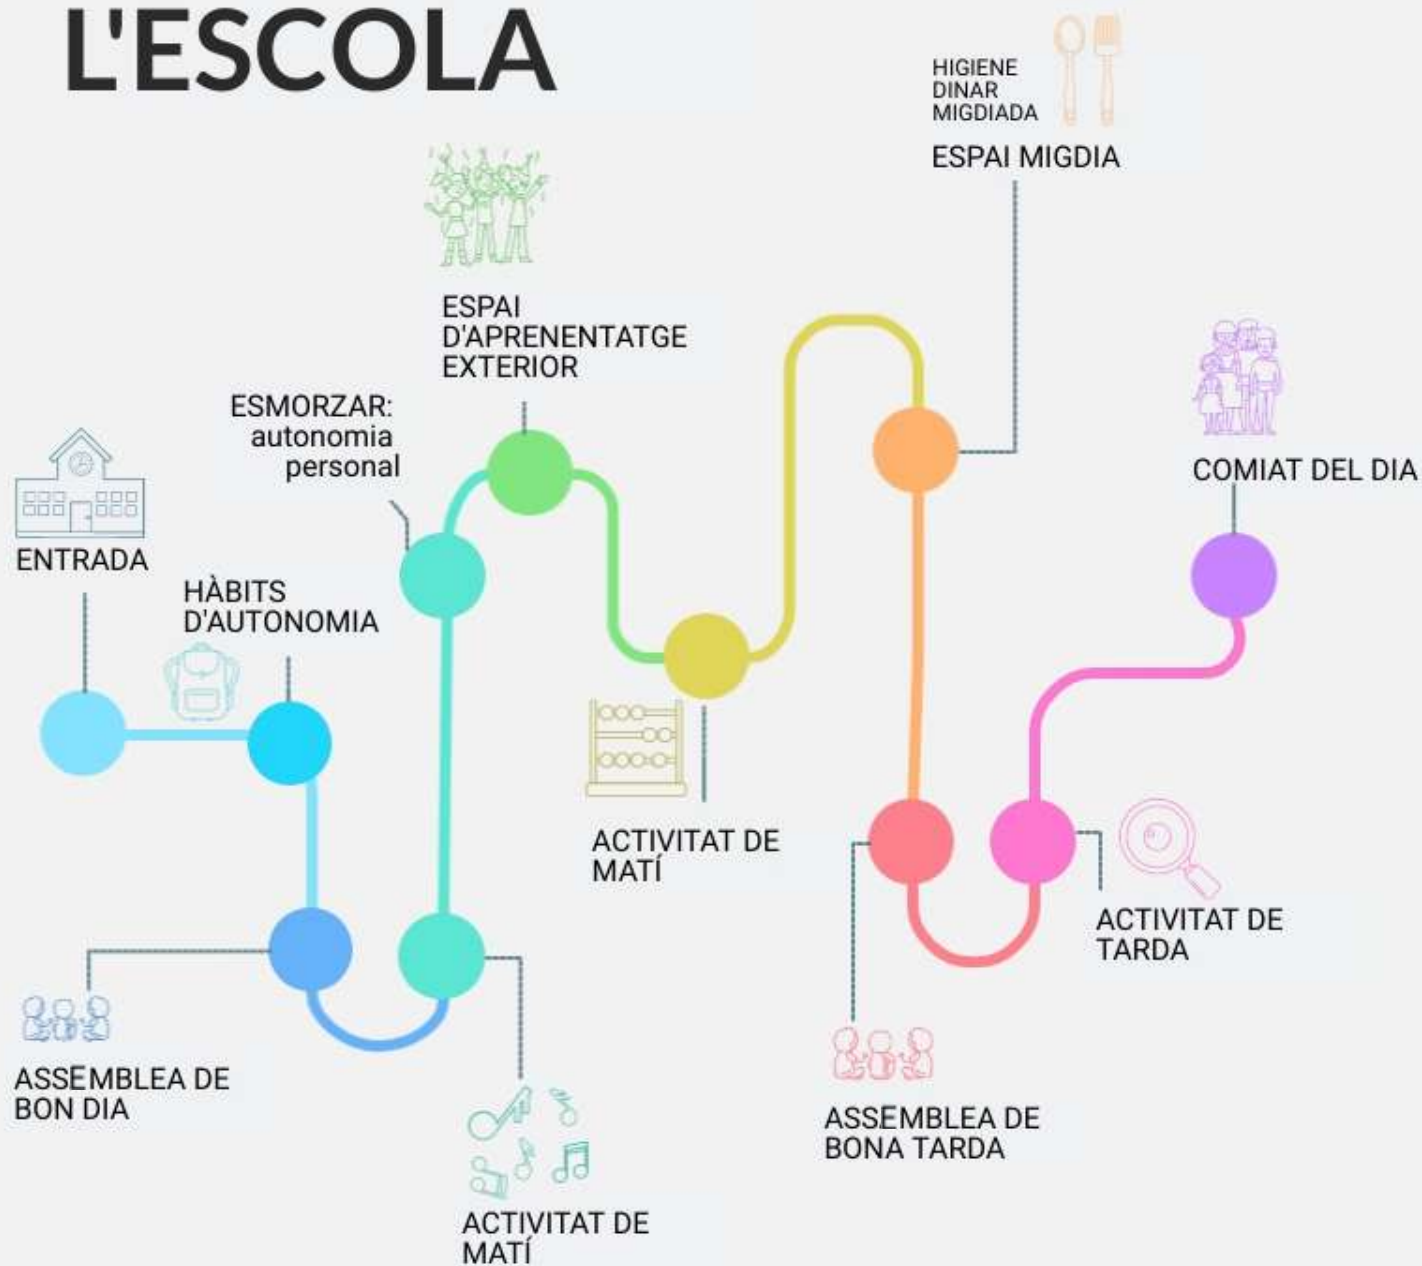 L'ESCOLA
HIGIENE
DINAR
MIGDIADA
ESPAI MIGDIA
ESPAI
D'APRENENTATGE
EXTERIOR
ESMORZAR:
autonomia
personal
COMIAT DEL DIA
ENTRADA
HÀBITS
D'AUTONOMIA
ACTIVITAT DE
MATÍ
ACTIVITAT DE
TARDA
ASSEMBLEA DE
BON DIA
ASSEMBLEA DE
BONA TARDA
ACTIVITAT DE
MATÍ